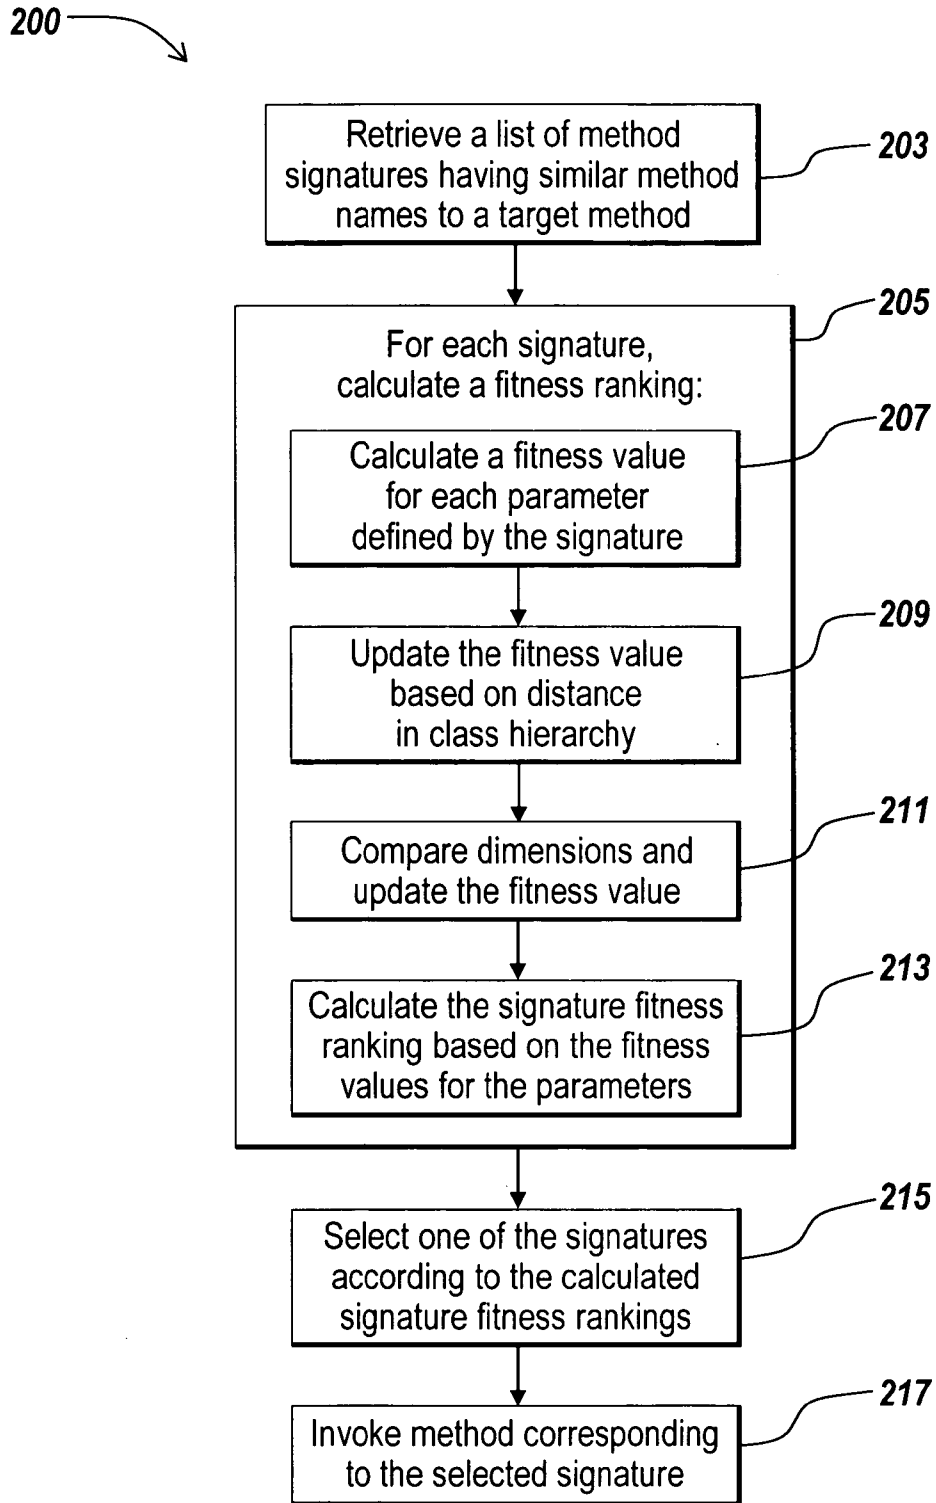 200
Retrieve a list of method
signatures having similar method
names to a target method
203
205
For each signature,
calculate a fitness ranking:
207
Calculate a fitness value
for each parameter
defined by the signature
209
Update the fitness value
based on distance
in class hierarchy
211
Compare dimensions and
update the fitness value
213
Calculate the signature fitness
ranking based on the fitness
values for the parameters
215
Select one of the signatures
according to the calculated
signature fitness rankings
217
Invoke method corresponding
to the selected signature